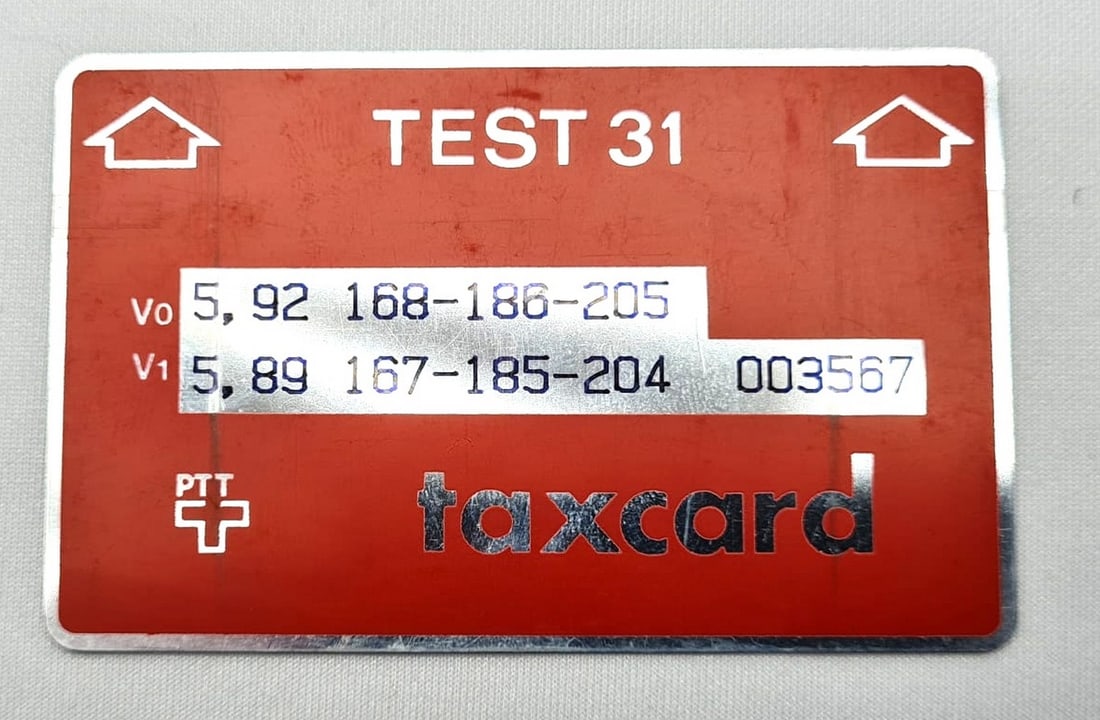 TEST 31
V0 5,92 168-186-205
V1 5,89 167-185-204 003567
PTT
taxcard